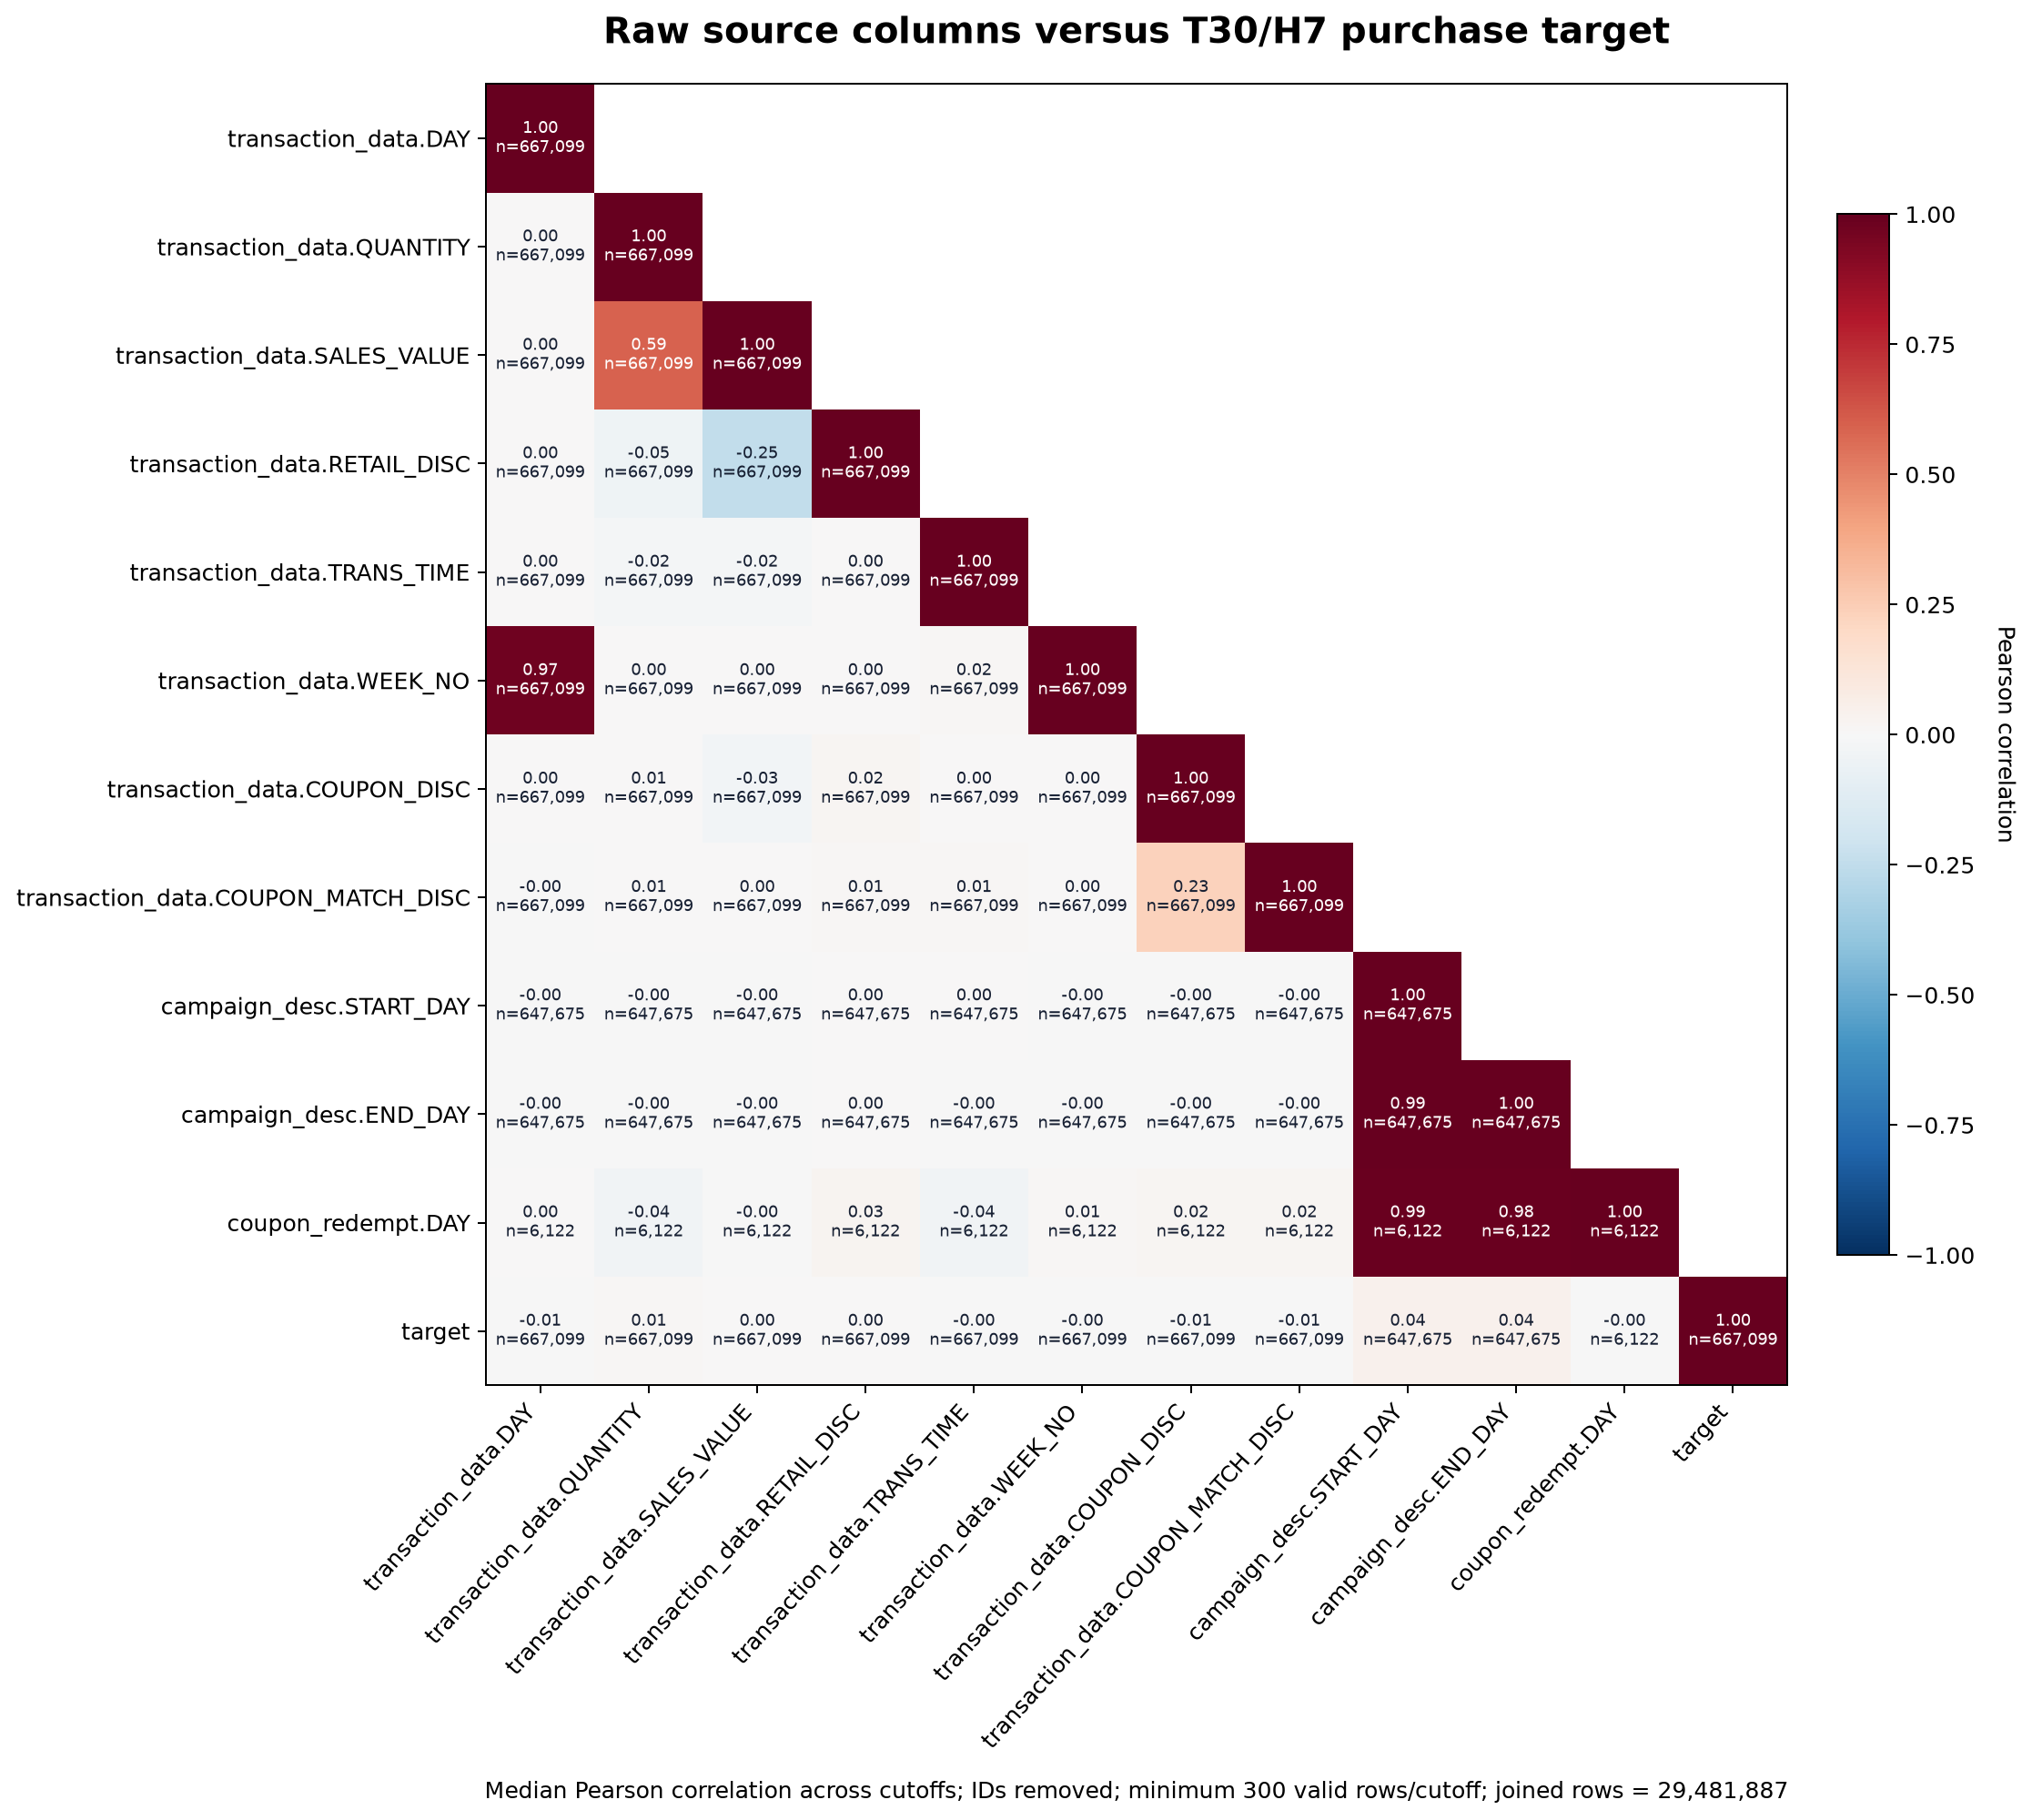 Raw source columns versus T30/H7 purchase target
transaction_data.DAY
1.00
n=667,099
transaction_data.QUANTITY
0.00 1.00
n=667,099 n=667,099
transaction_data.SALES_VALUE
0.00 0.59 1.00
n=667,099 n=667,099 n=667,099
transaction_data.RETAIL_DISC
0.00 -0.05 -0.25 1.00
n=667,099 n=667,099 n=667,099 n=667,099
transaction_data.TRANS_TIME
0.00 -0.02 -0.02 0.00 1.00
n=667,099 n=667,099 n=667,099 n=667,099 n=667,099
transaction_data.WEEK_NO
0.97 0.00 0.00 0.00 0.02 1.00
n=667,099 n=667,099 n=667,099 n=667,099 n=667,099 n=667,099
transaction_data.COUPON_DISC
0.00 0.01 -0.03 0.02 0.00 0.00 1.00
n=667,099 n=667,099 n=667,099 n=667,099 n=667,099 n=667,099 n=667,099
transaction_data.COUPON_MATCH_DISC
-0.00 0.01 0.00 0.01 0.01 0.00 0.23 1.00
n=667,099 n=667,099 n=667,099 n=667,099 n=667,099 n=667,099 n=667,099 n=667,099
campaign_desc.START_DAY
-0.00 -0.00 -0.00 0.00 0.00 -0.00 -0.00 -0.00 1.00
n=647,675 n=647,675 n=647,675 n=647,675 n=647,675 n=647,675 n=647,675 n=647,675 n=647,675
campaign_desc.END_DAY
-0.00 -0.00 -0.00 0.00 -0.00 -0.00 -0.00 -0.00 0.99 1.00
n=647,675 n=647,675 n=647,675 n=647,675 n=647,675 n=647,675 n=647,675 n=647,675 n=647,675 n=647,675
coupon_redempt.DAY
0.00 -0.04 -0.00 0.03 -0.04 0.01 0.02 0.02 0.99 0.98 1.00
n=6,122 n=6,122 n=6,122 n=6,122 n=6,122 n=6,122 n=6,122 n=6,122 n=6,122 n=6,122 n=6,122
target
-0.01 0.01 0.00 0.00 -0.00 -0.00 -0.01 -0.01 0.04 0.04 -0.00 1.00
n=667,099 n=667,099 n=667,099 n=667,099 n=667,099 n=667,099 n=667,099 n=667,099 n=647,675 n=647,675 n=6,122 n=667,099
transaction_data.DAY
transaction_data.QUANTITY
transaction_data.SALES_VALUE
transaction_data.RETAIL_DISC
transaction_data.TRANS_TIME
transaction_data.WEEK_NO
transaction_data.COUPON_DISC
transaction_data.COUPON_MATCH_DISC
campaign_desc.START_DAY
campaign_desc.END_DAY
coupon_redempt.DAY
target
1.00
0.75
0.50
0.25
0.00
−0.25
−0.50
−0.75
−1.00
Pearson correlation
Median Pearson correlation across cutoffs; IDs removed; minimum 300 valid rows/cutoff; joined rows = 29,481,887